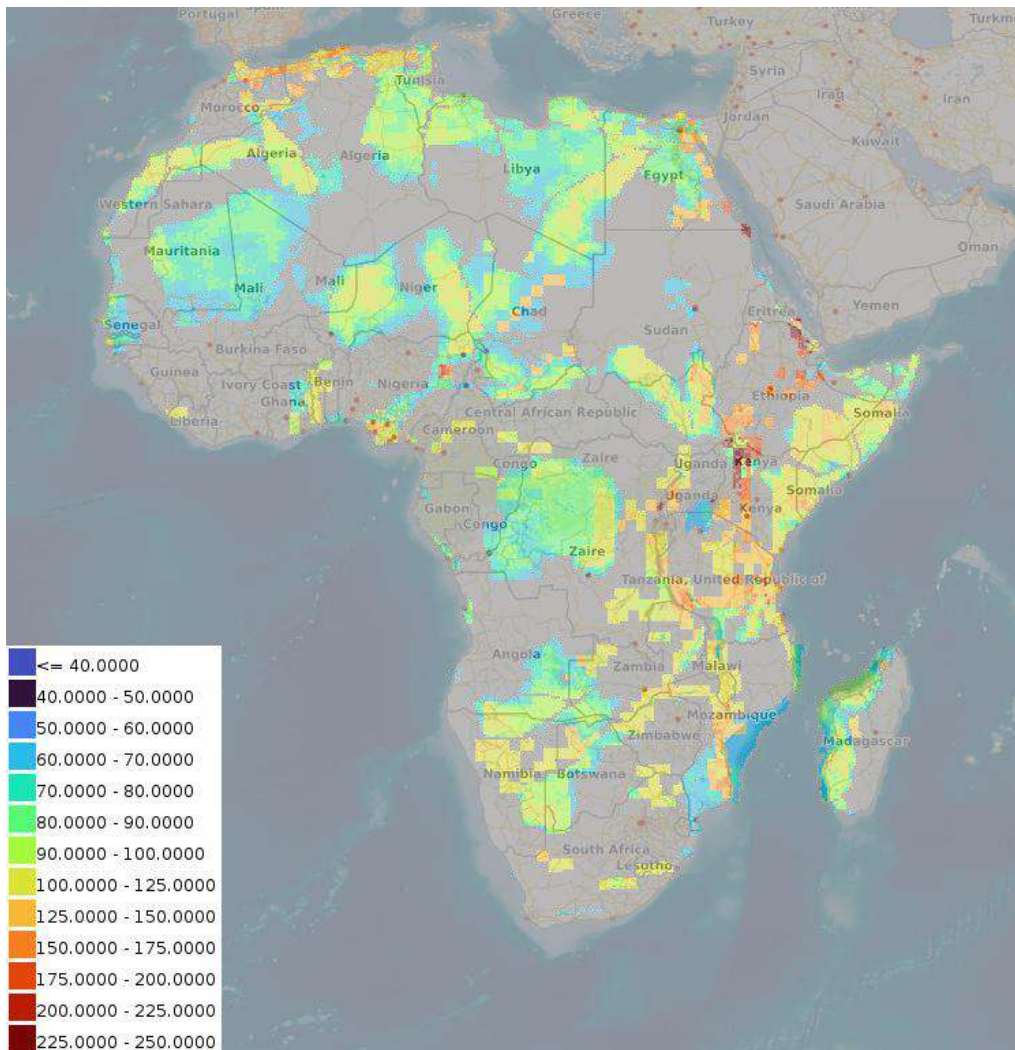 Portugal
Greece
Turkey
Turkm
Tunisia
Syria
Morocco
Iraq
Iran
Jordan
Kuwait
Algeria
Algeria
Libya
Egypt
Western Sahara
Saudi Arabia
Mauritania
Oman
Mali
Niger
Mali
Chad
Eritrea
Yemen
Senegal
Sudan
Burkina Faso
Guinea
Ivory Coast
Benin
Nigeria
Ethiopia
Ghana
Central African Republic
Somalia
Liberia
Cameroon
Zaire
Congo
Uganda
Kenya
Somalia
Gabon
Uganda
Kenya
Congo
Zaire
Tanzania, United Republic of
Angola
Zambia
Malawi
Mozambique
Zimbabwe
Madagascar
Namibia
Botswana
South Africa
Lesotho
<= 40.0000
40.0000 - 50.0000
50.0000 - 60.0000
60.0000 - 70.0000
70.0000 - 80.0000
80.0000 - 90.0000
90.0000 - 100.0000
100.0000 - 125.0000
125.0000 - 150.0000
150.0000 - 175.0000
175.0000 - 200.0000
200.0000 - 225.0000
225.0000 - 250.0000